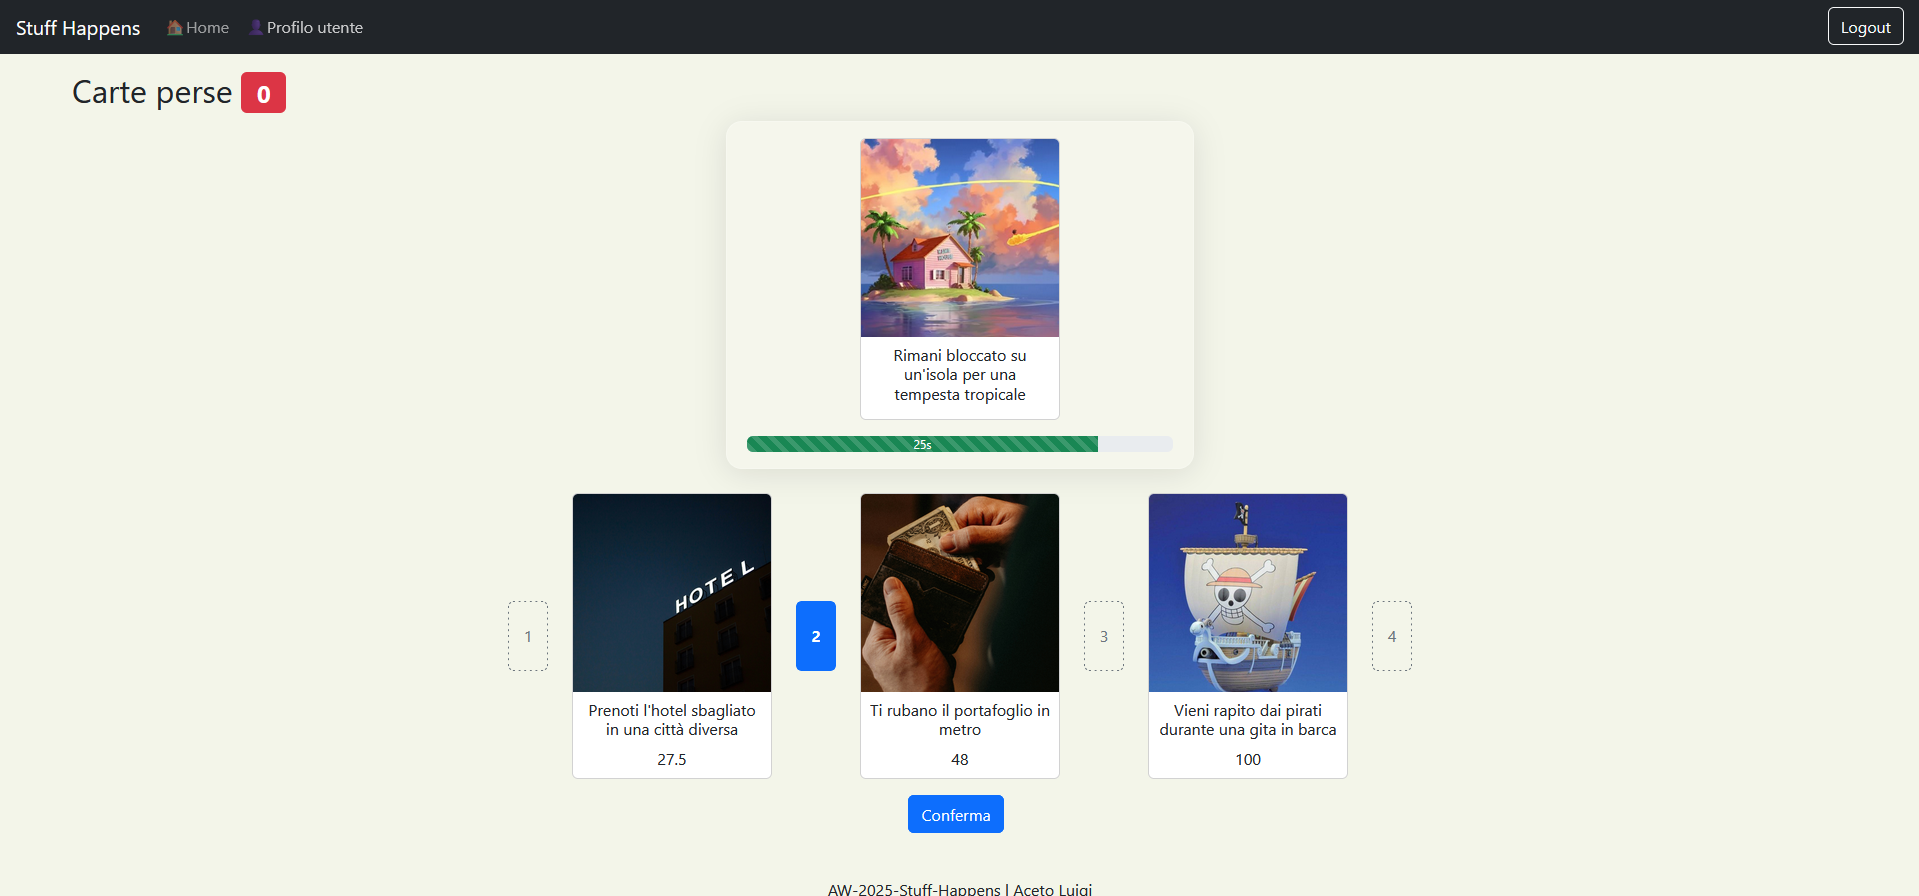 Stuff Happens
Home
Profilo utente
Logout
Carte perse 0
Rimani bloccato su
un'isola per una
tempesta tropicale
25s
1
HOTEL
Prenoti l'hotel sbagliato
in una città diversa
27.5
2
Ti rubano il portafoglio in
metro
48
3
Vieni rapito dai pirati
durante una gita in barca
100
4
Conferma
AW-2025-Stuff-Happens | Aceto Luigi